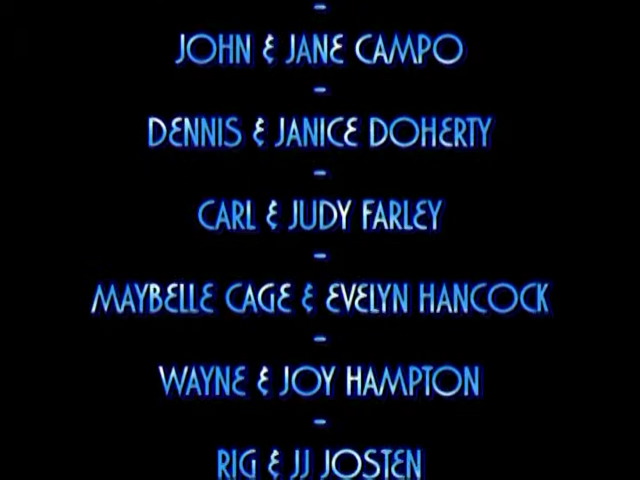 -
JOHN & JANE CAMPO
-
DENNIS & JANICE DOHERTY
-
CARL & JUDY FARLEY
-
MAYBELLE CAGE & EVELYN HANCOCK
-
WAYNE & JOY HAMPTON
-
RIG & JJ JOSTEN